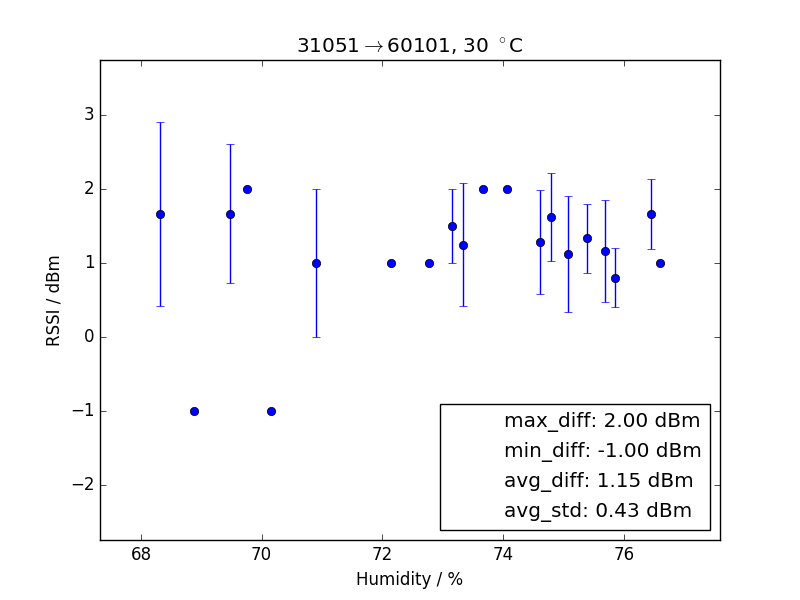 31051→60101, 30 °C
3
2
1
0
−1
−2
RSSI / dBm
max_diff: 2.00 dBm
min_diff: -1.00 dBm
avg_diff: 1.15 dBm
avg_std: 0.43 dBm
68 70 72 74 76
Humidity / %